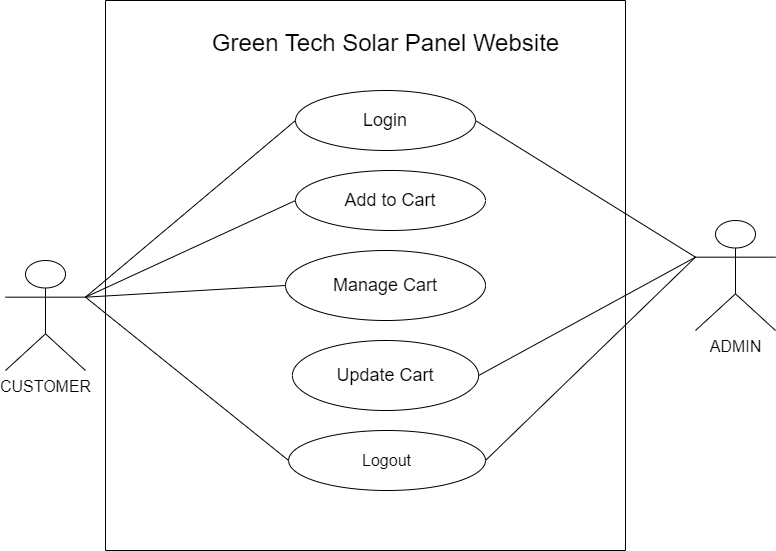 Green Tech Solar Panel Website
Login
Add to Cart
Manage Cart
Update Cart
Logout
CUSTOMER
ADMIN